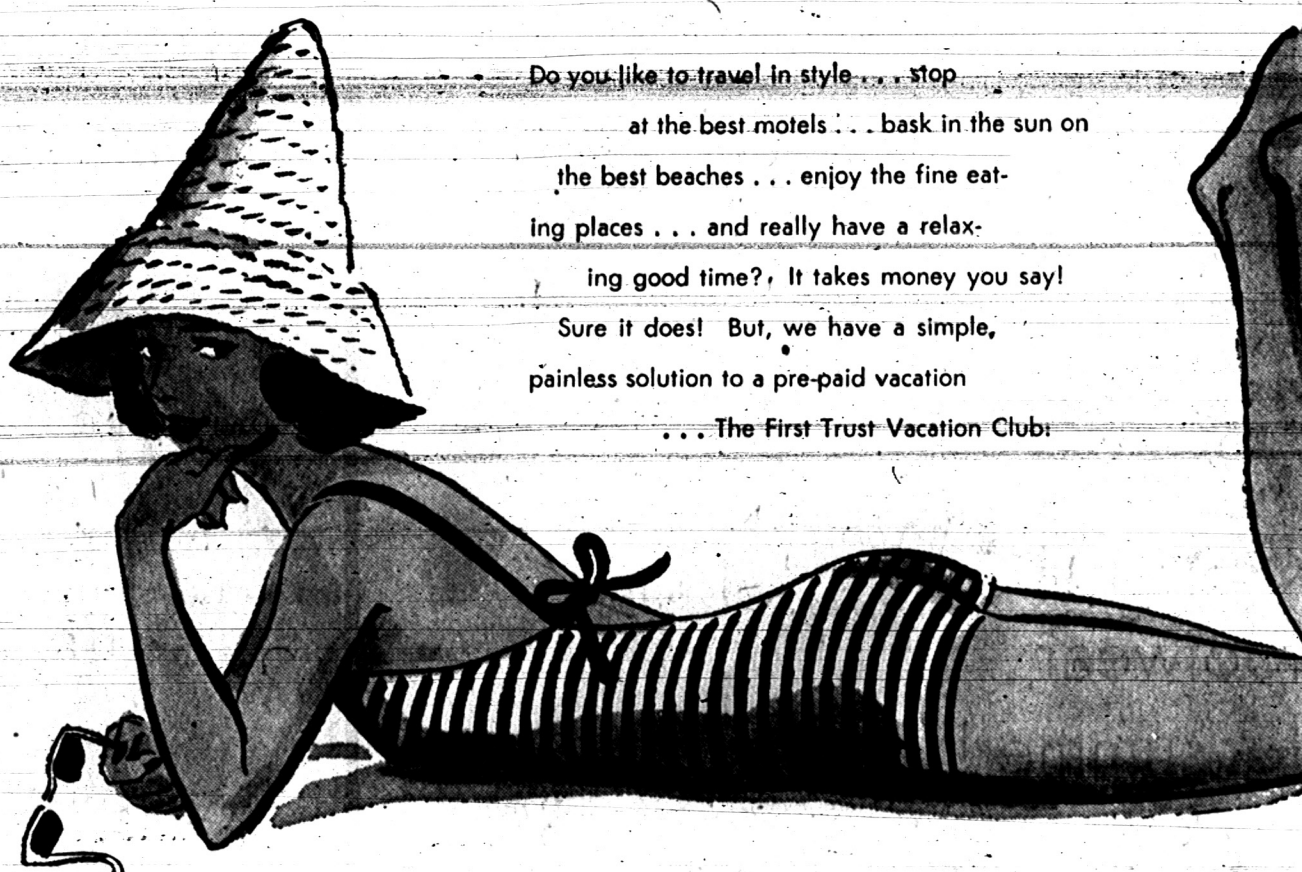 Do you like to travel in style . . . stop
at the best motels . . . bask in the sun on
the best beaches . . . enjoy the fine eat-
ing places . . . and really have a relax-
ing good time? It takes money you say!
Sure it does! But, we have a simple,
painless solution to a pre-paid vacation
. . . The First Trust Vacation Club!